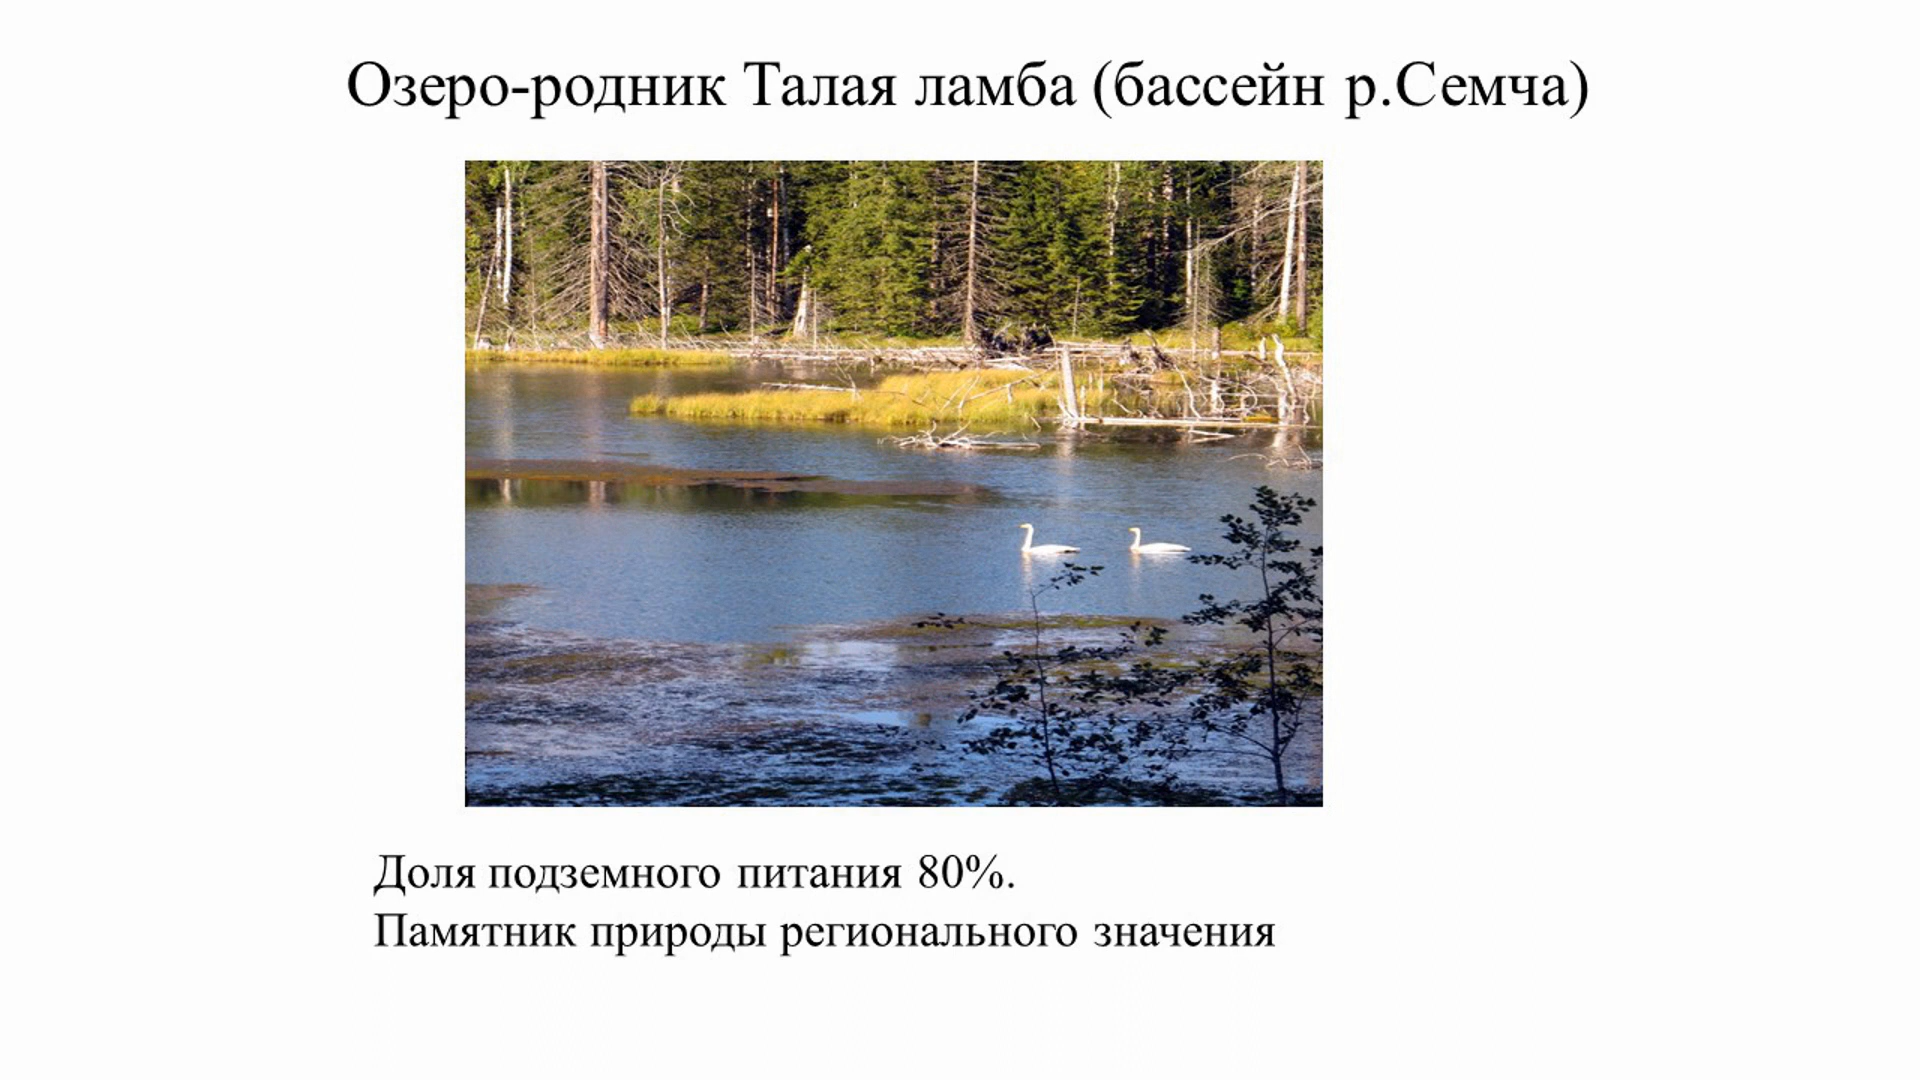 Озеро-родник Талая ламба (бассейн р.Семча)
Доля подземного питания 80%.
Памятник природы регионального значения